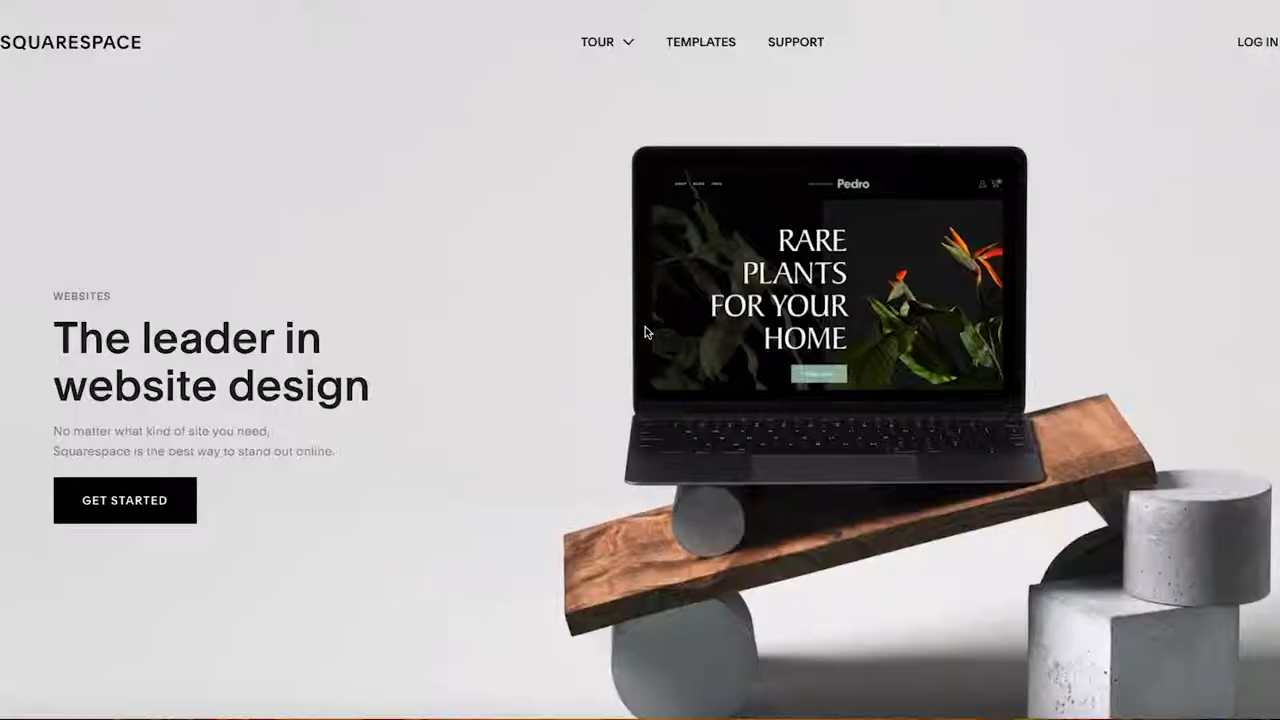 SQUARESPACE
TOUR
TEMPLATES
SUPPORT
LOG IN
WEBSITES
The leader in
website design
No matter what kind of site you need,
Squarespace is the best way to stand out online.
GET STARTED
Pedro
RARE
PLANTS
FOR YOUR
HOME